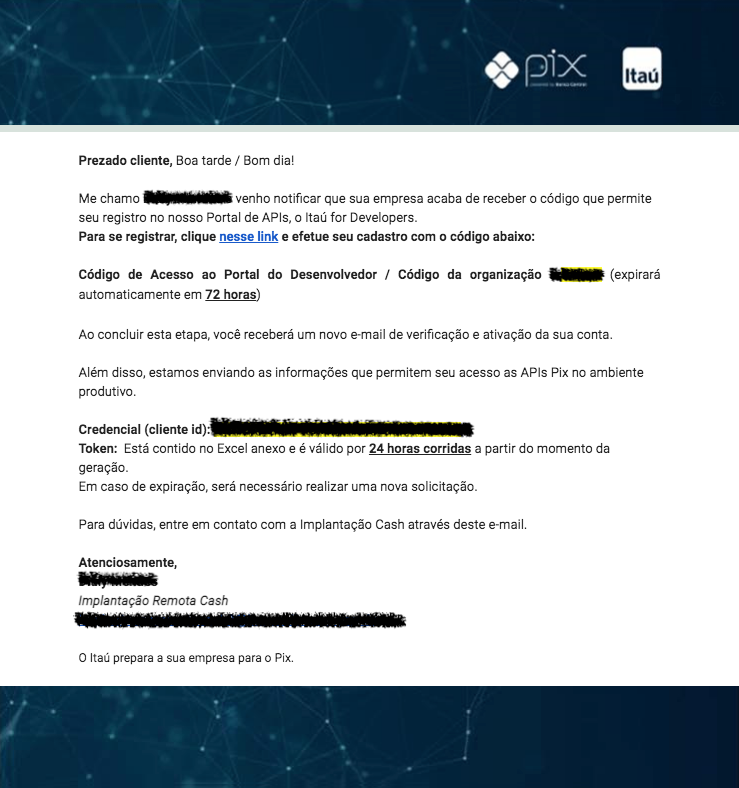 pix
powered by Banco Central
Itaú
Prezado cliente, Boa tarde / Bom dia!
Me chamo venho notificar que sua empresa acaba de receber o código que permite
seu registro no nosso Portal de APIs, o Itaú for Developers.
Para se registrar, clique nesse link e efetue seu cadastro com o código abaixo:
Código de Acesso ao Portal do Desenvolvedor / Código da organização (expirará
automaticamente em 72 horas)
Ao concluir esta etapa, você receberá um novo e-mail de verificação e ativação da sua conta.
Além disso, estamos enviando as informações que permitem seu acesso as APIs Pix no ambiente
produtivo.
Credencial (cliente id):
Token: Está contido no Excel anexo e é válido por 24 horas corridas a partir do momento da
geração.
Em caso de expiração, será necessário realizar uma nova solicitação.
Para dúvidas, entre em contato com a Implantação Cash através deste e-mail.
Atenciosamente,
Implantação Remota Cash
O Itaú prepara a sua empresa para o Pix.